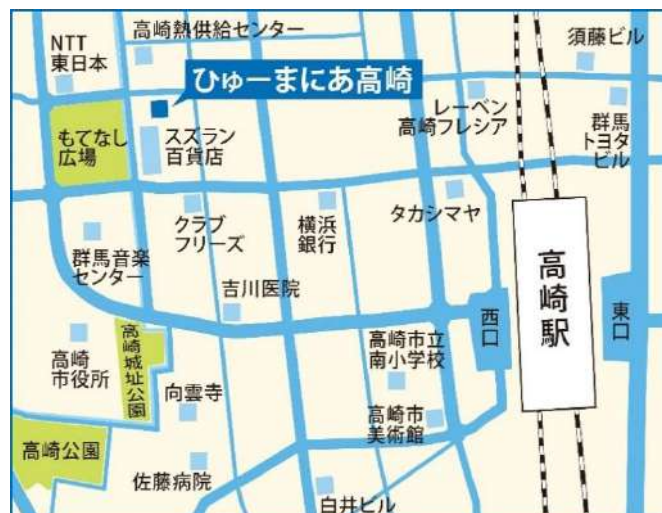 NTT
東日本
高崎熱供給センター
須藤ビル
ひゅーまにあ高崎
レーベン
高崎フレシア
群馬
トヨタ
ビル
もてなし
広場
スズラン
百貨店
クラブ
フリーズ
横浜
銀行
タカシマヤ
群馬音楽
センター
吉川医院
高崎駅
西口
東口
高崎
市役所
高崎城址公園
高崎市立
南小学校
向雲寺
高崎市
美術館
高崎公園
佐藤病院
白井ビル